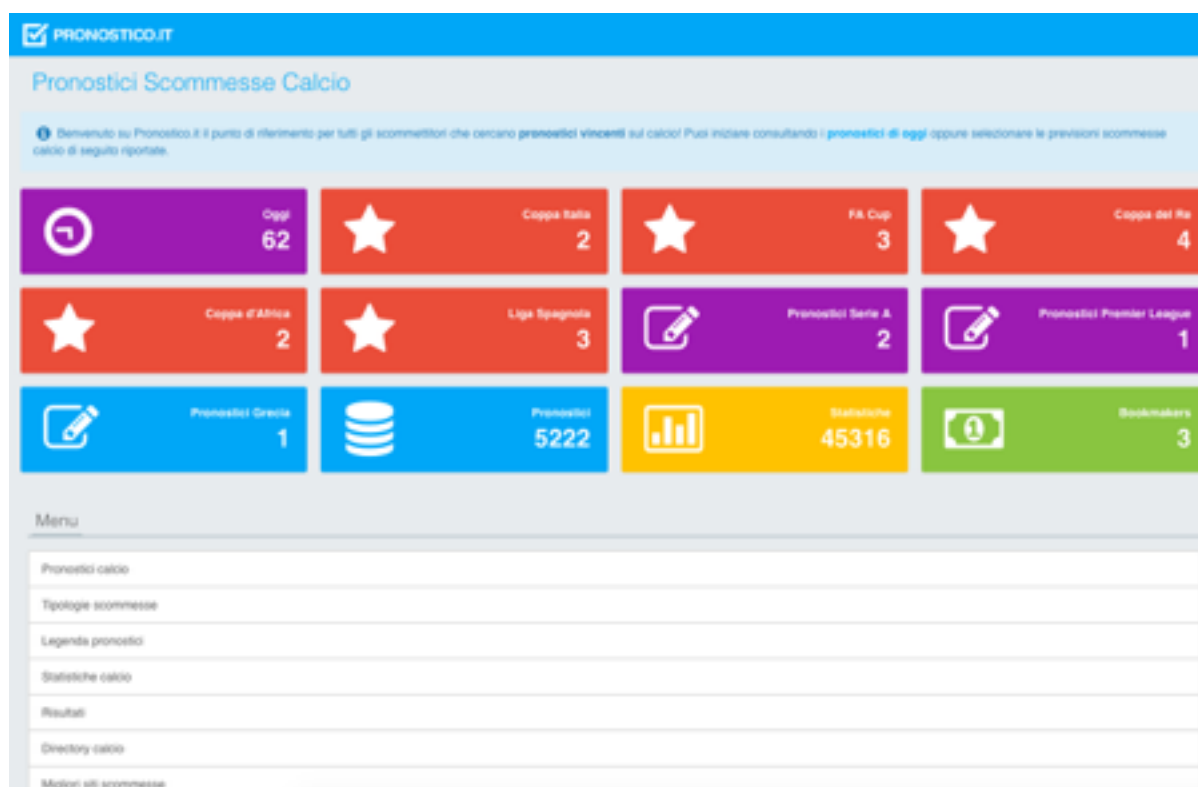 PRONOSTICO.IT
Pronostici Scommesse Calcio
Benvenuto su Pronostico.it il punto di riferimento per tutti gli scommettitori che cercano pronostici vincenti sul calcio! Puoi iniziare consultando i pronostici di oggi oppure selezionare le previsioni scommesse
calcio di seguito riportate.
Oggi
62
Coppa Italia
2
FA Cup
3
Coppa del Re
4
Coppa d'Africa
2
Liga Spagnola
3
Pronostici Serie A
2
Pronostici Premier League
1
Pronostici Grecia
1
Pronostici
5222
Statistiche
45316
Bookmakers
3
Menu
Pronostici calcio
Tipologie scommesse
Legenda pronostici
Statistiche calcio
Risultati
Directory calcio
Migliori siti scommesse